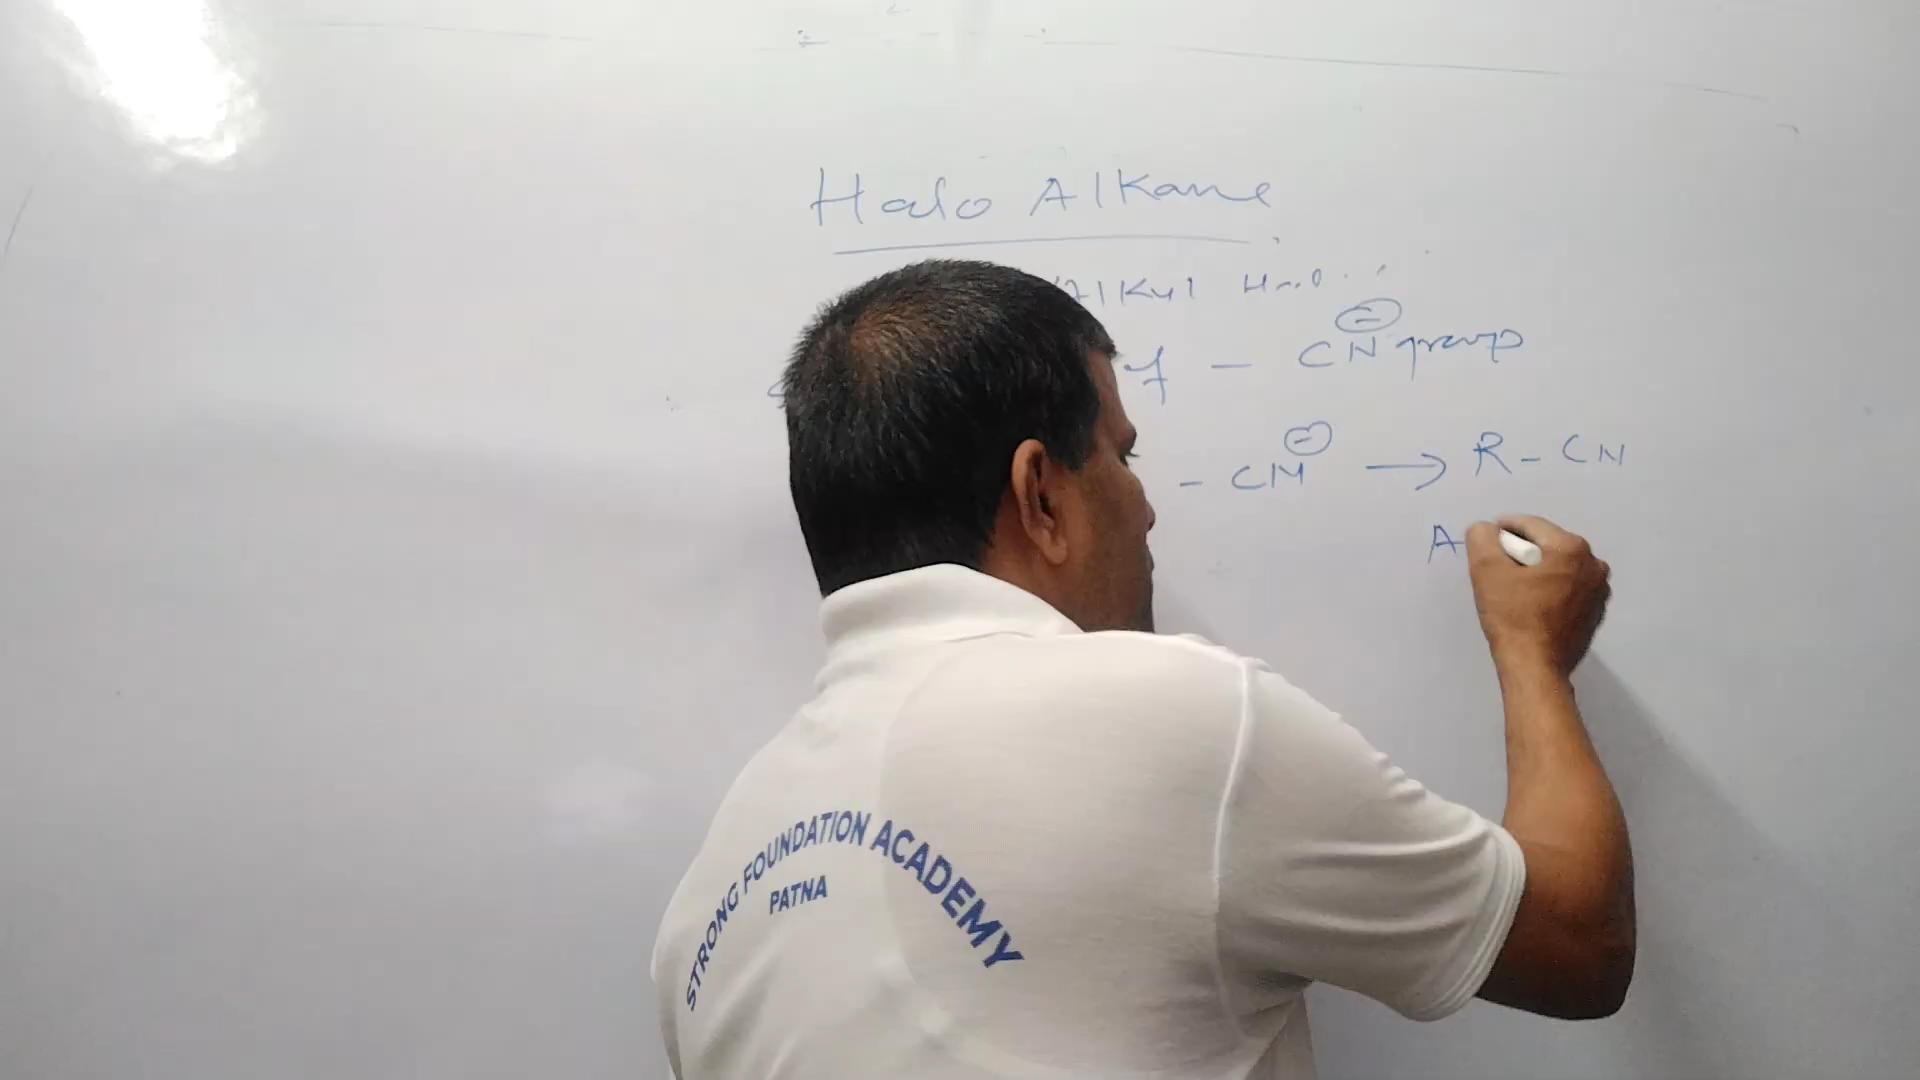 Halo Alkane
Alkyl
f - CN⊖ group
- CN⊖ → R - CN
A
STRONG FOUNDATION ACADEMY
PATNA